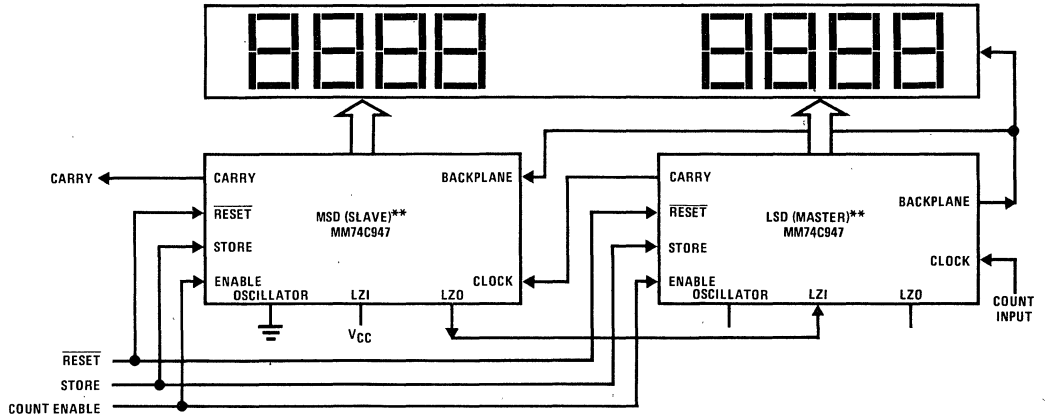 CARRY
CARRY
BACKPLANE
RESET
MSD (SLAVE)**
MM74C947
STORE
ENABLE
CLOCK
OSCILLATOR
LZI
LZO
VCC
CARRY
BACKPLANE
RESET
LSD (MASTER)**
MM74C947
STORE
CLOCK
ENABLE
OSCILLATOR
LZI
LZO
COUNT
INPUT
RESET
STORE
COUNT ENABLE